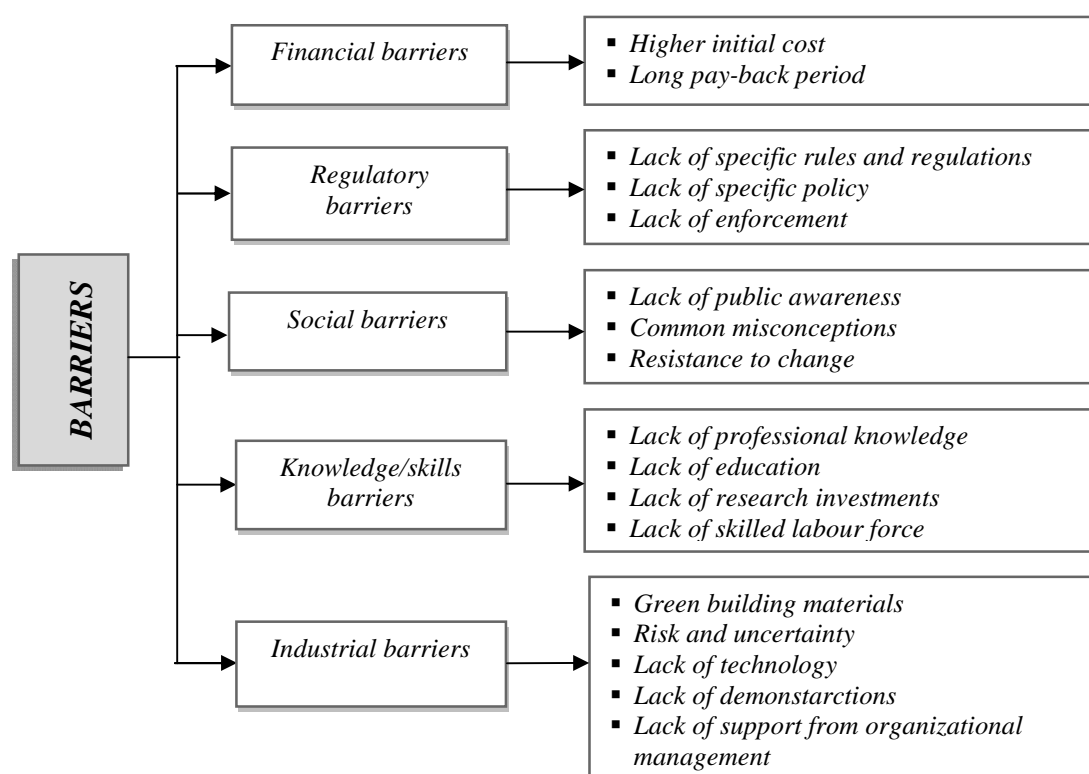 BARRIERS
Financial barriers
▪ Higher initial cost
▪ Long pay-back period
Regulatory
barriers
▪ Lack of specific rules and regulations
▪ Lack of specific policy
▪ Lack of enforcement
Social barriers
▪ Lack of public awareness
▪ Common misconceptions
▪ Resistance to change
Knowledge/skills
barriers
▪ Lack of professional knowledge
▪ Lack of education
▪ Lack of research investments
▪ Lack of skilled labour force
Industrial barriers
▪ Green building materials
▪ Risk and uncertainty
▪ Lack of technology
▪ Lack of demonstarctions
▪ Lack of support from organizational
management